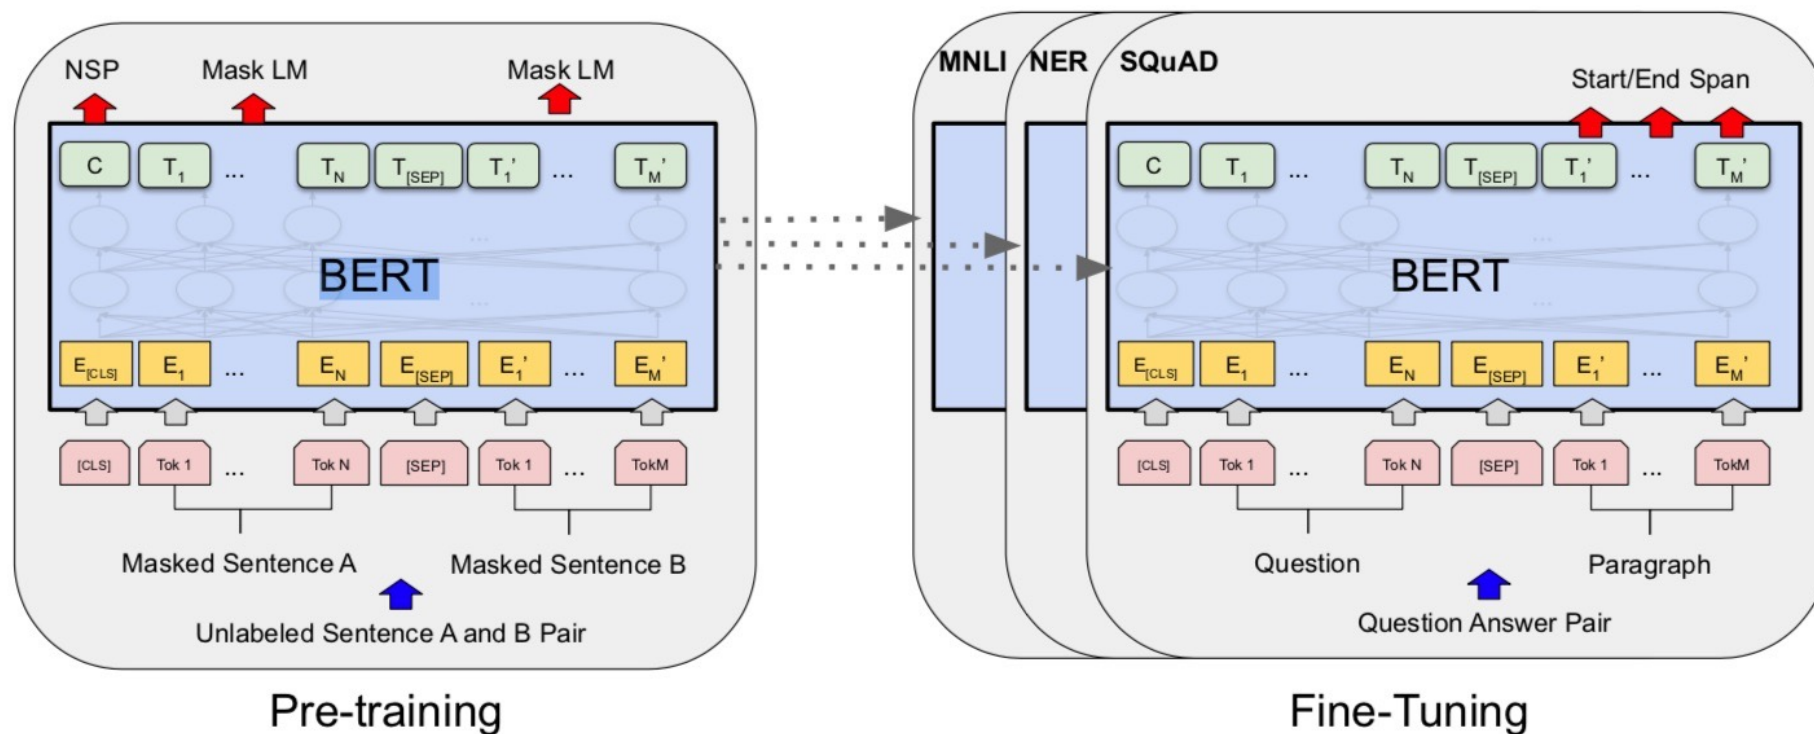 NSP Mask LM Mask LM
C T1 ... TN T[SEP] T1' ... TM'
...
BERT
...
E[CLS] E1 ... EN E[SEP] E1' ... EM'
[CLS] Tok 1 ... Tok N [SEP] Tok 1 ... TokM
Masked Sentence A Masked Sentence B
Unlabeled Sentence A and B Pair
Pre-training
MNLI NER SQuAD
Start/End Span
C T1 ... TN T[SEP] T1' ... TM'
...
BERT
...
E[CLS] E1 ... EN E[SEP] E1' ... EM'
[CLS] Tok 1 ... Tok N [SEP] Tok 1 ... TokM
Question Paragraph
Question Answer Pair
Fine-Tuning